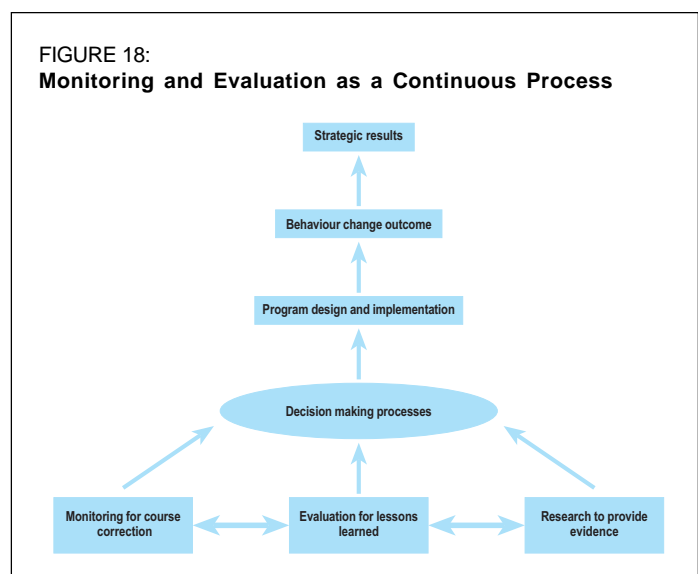 FIGURE 18:
Monitoring and Evaluation as a Continuous Process
Strategic results
Behaviour change outcome
Program design and implementation
Decision making processes
Monitoring for course
correction
Evaluation for lessons
learned
Research to provide
evidence